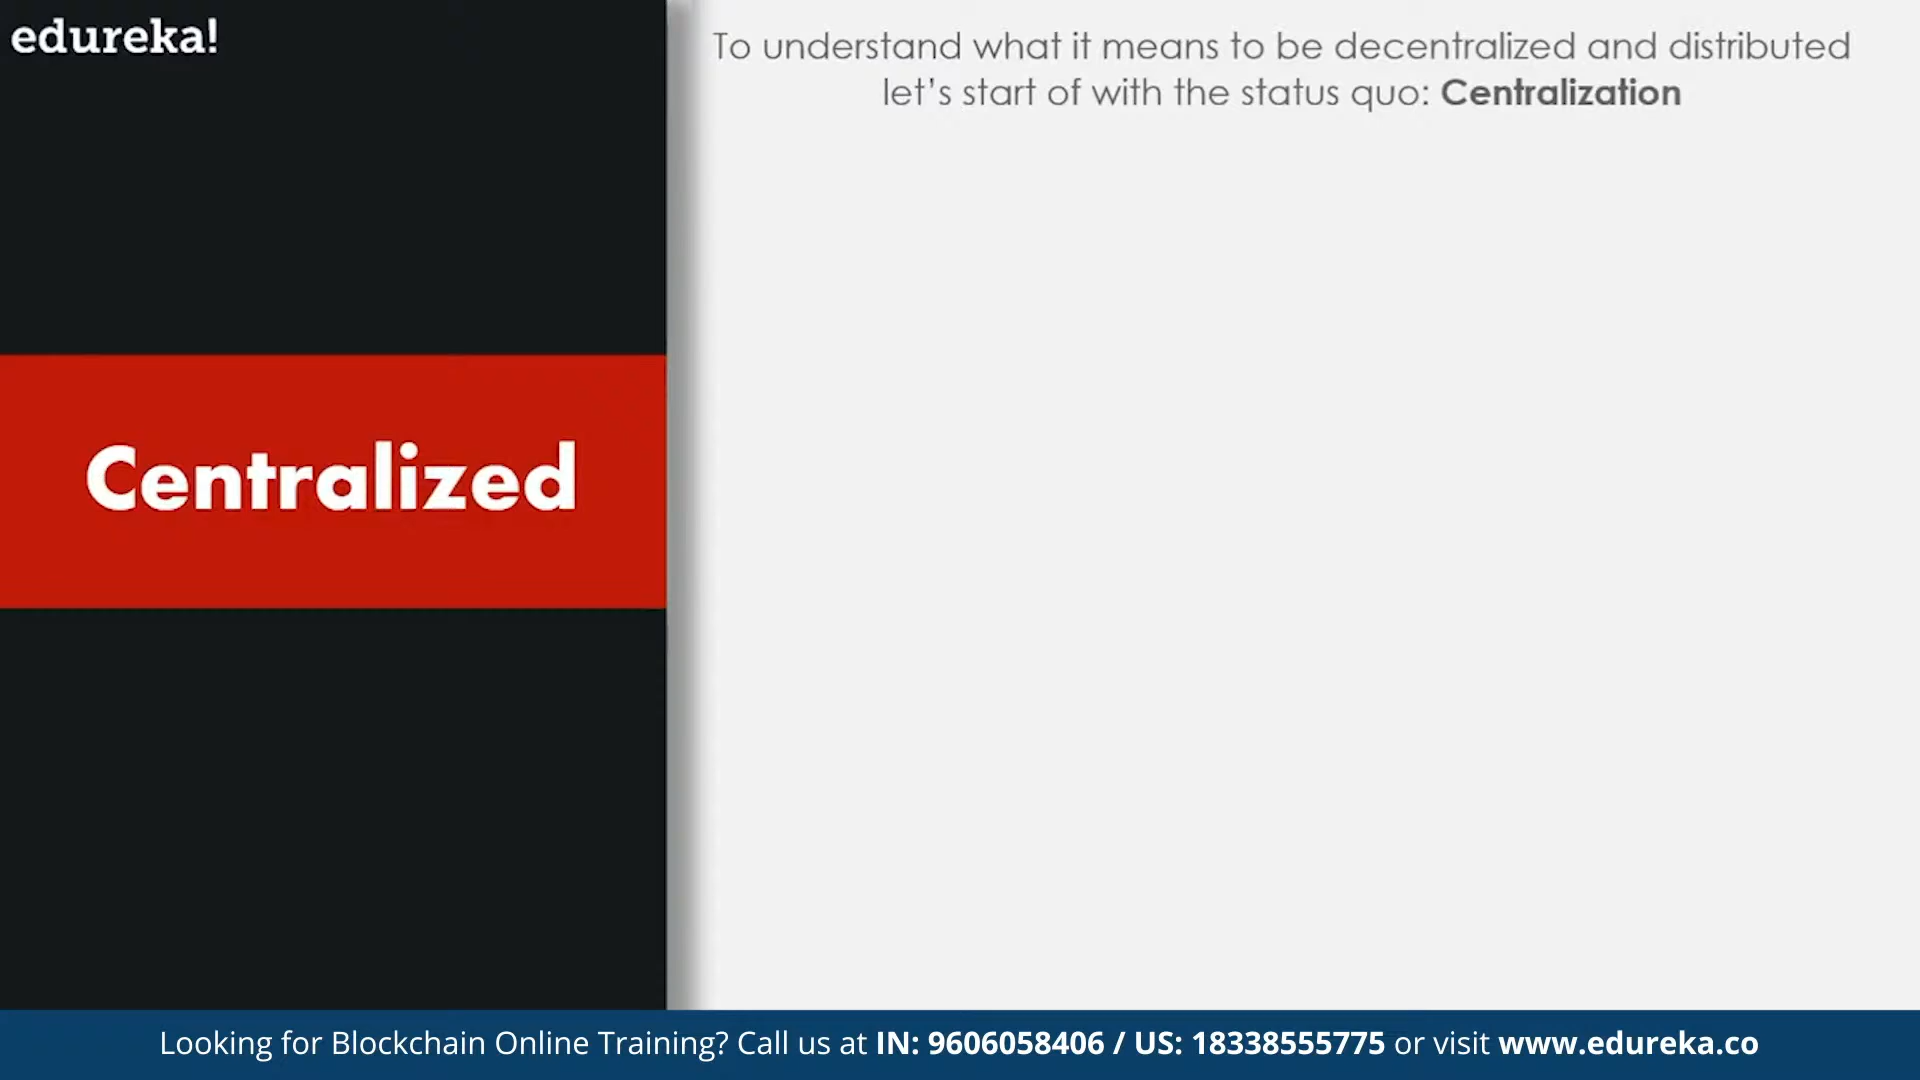 edureka!
To understand what it means to be decentralized and distributed
let’s start of with the status quo: Centralization
Centralized
Looking for Blockchain Online Training? Call us at IN: 9606058406 / US: 18338555775 or visit www.edureka.co